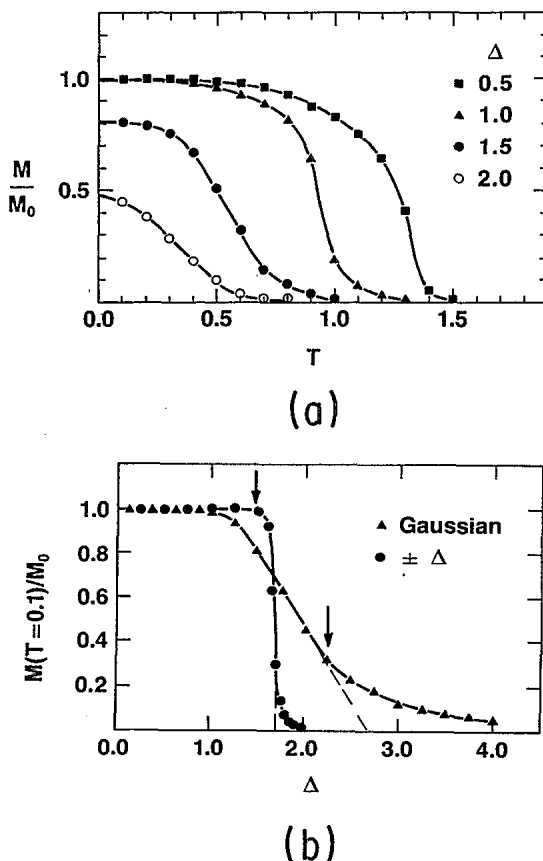 Δ
1.0
■ 0.5
▲ 1.0
M
M₀
● 1.5
0.5
○ 2.0
0.0 0.5 1.0 1.5
T
(a)
1.0
▲ Gaussian
0.8
● ± Δ
0.6
0.4
0.2
M(T=0.1)/M₀
0 1.0 2.0 3.0 4.0
Δ
(b)